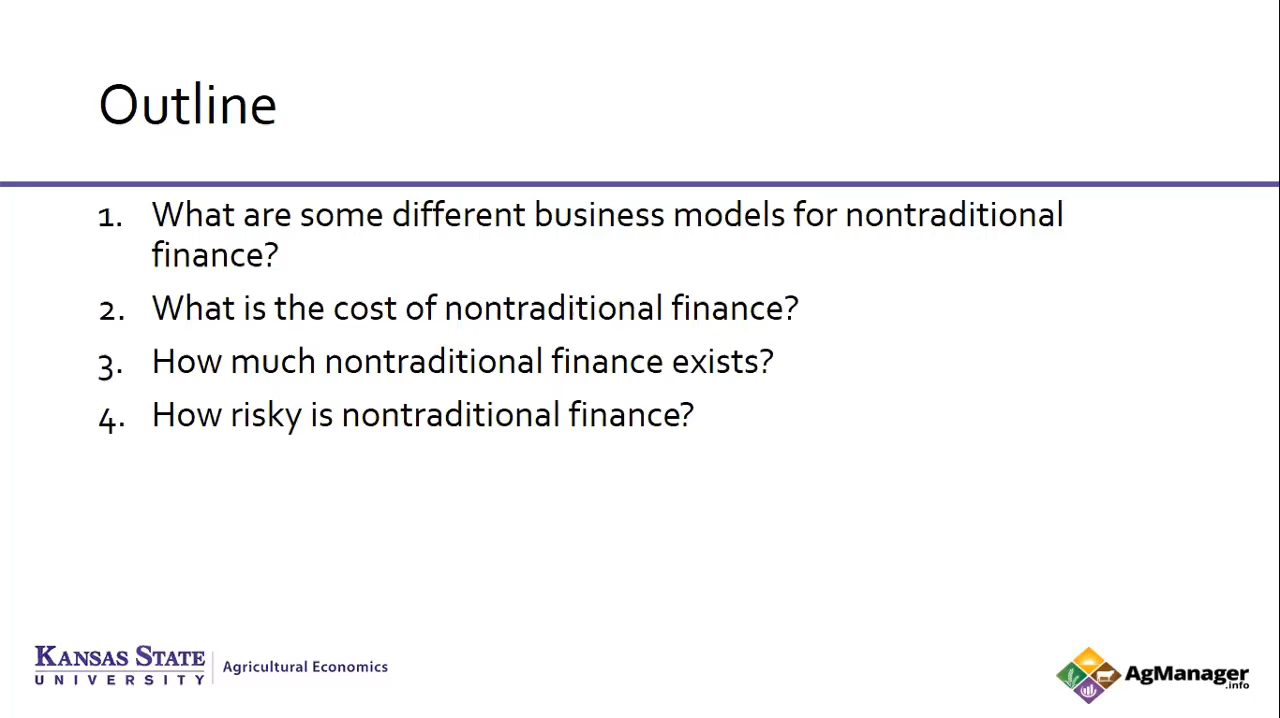 Outline
1. What are some different business models for nontraditional
finance?
2. What is the cost of nontraditional finance?
3. How much nontraditional finance exists?
4. How risky is nontraditional finance?
KANSAS STATE
UNIVERSITY
Agricultural Economics
AgManager
.info